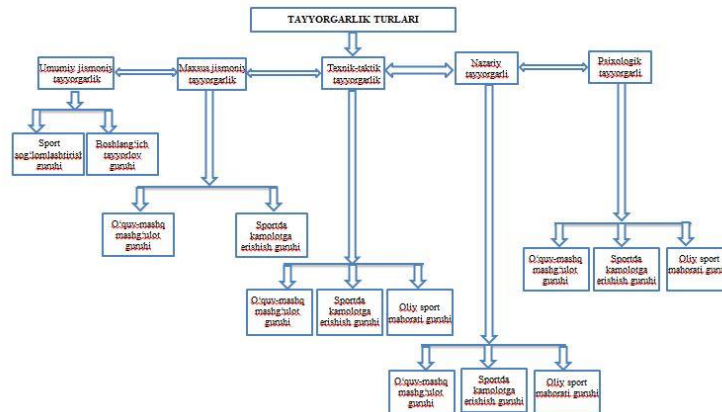 TAYYORGARLIK TURLARI
Umumiy jismoniy
tayyorgarlik
Maxsus jismoniy
tayyorgarlik
Texnik-taktik
tayyorgarlik
Nazariy
tayyorgarli
Psixologik
tayyorgarli
Sport
sog‘lomlashtirish
guruhi
Boshlang‘ich
tayyorlov
guruhi
O‘quv-mashq
mashg‘ulot
guruhi
Sportda
kamolotga
erishish guruhi
O‘quv-mashq
mashg‘ulot
guruhi
Sportda
kamolotga
erishish guruhi
Oliy sport
mahorati guruhi
O‘quv-mashq
mashg‘ulot
guruhi
Sportda
kamolotga
erishish guruhi
Oliy sport
mahorati guruhi
O‘quv-mashq
mashg‘ulot
guruhi
Sportda
kamolotga
erishish guruhi
Oliy sport
mahorati guruhi